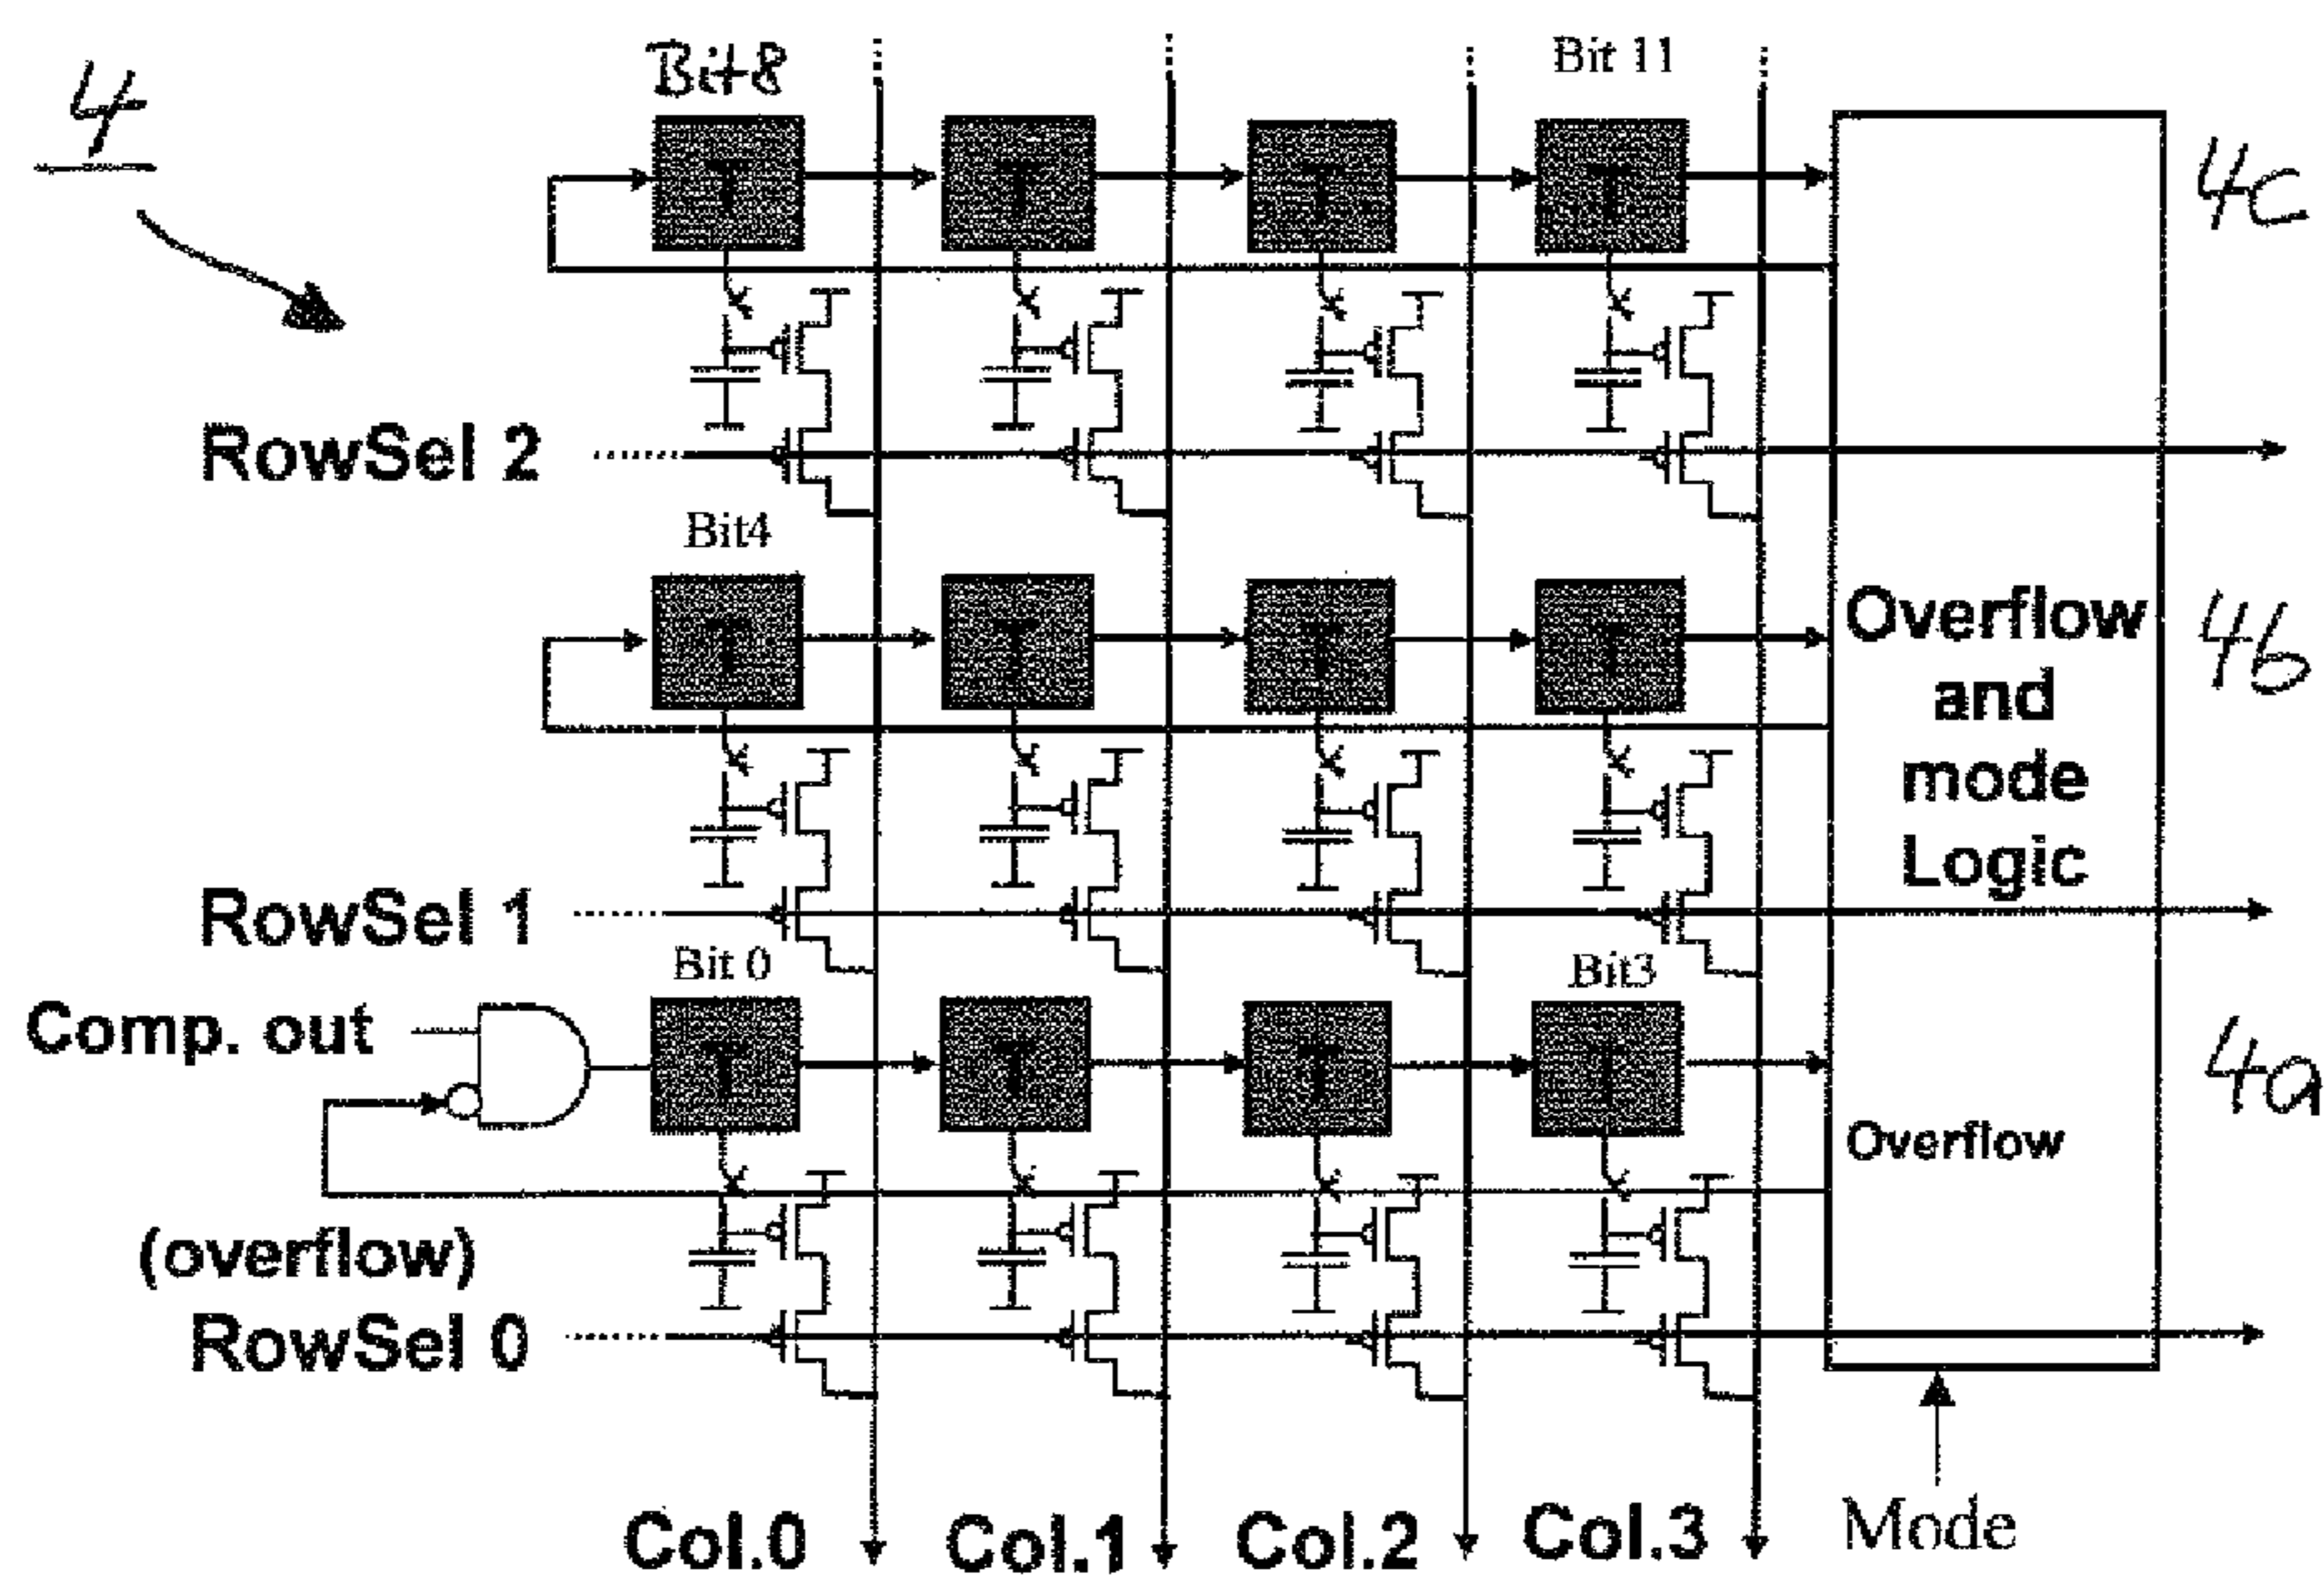 4
Bit8
Bit 11
T T T T
4c
RowSel 2
Bit4
T T T T
Overflow
and
mode
Logic
4b
RowSel 1
Bit 0
Bit3
Comp. out
T T T T
4a
Overflow
(overflow)
RowSel 0
Col.0 Col.1 Col.2 Col.3
Mode